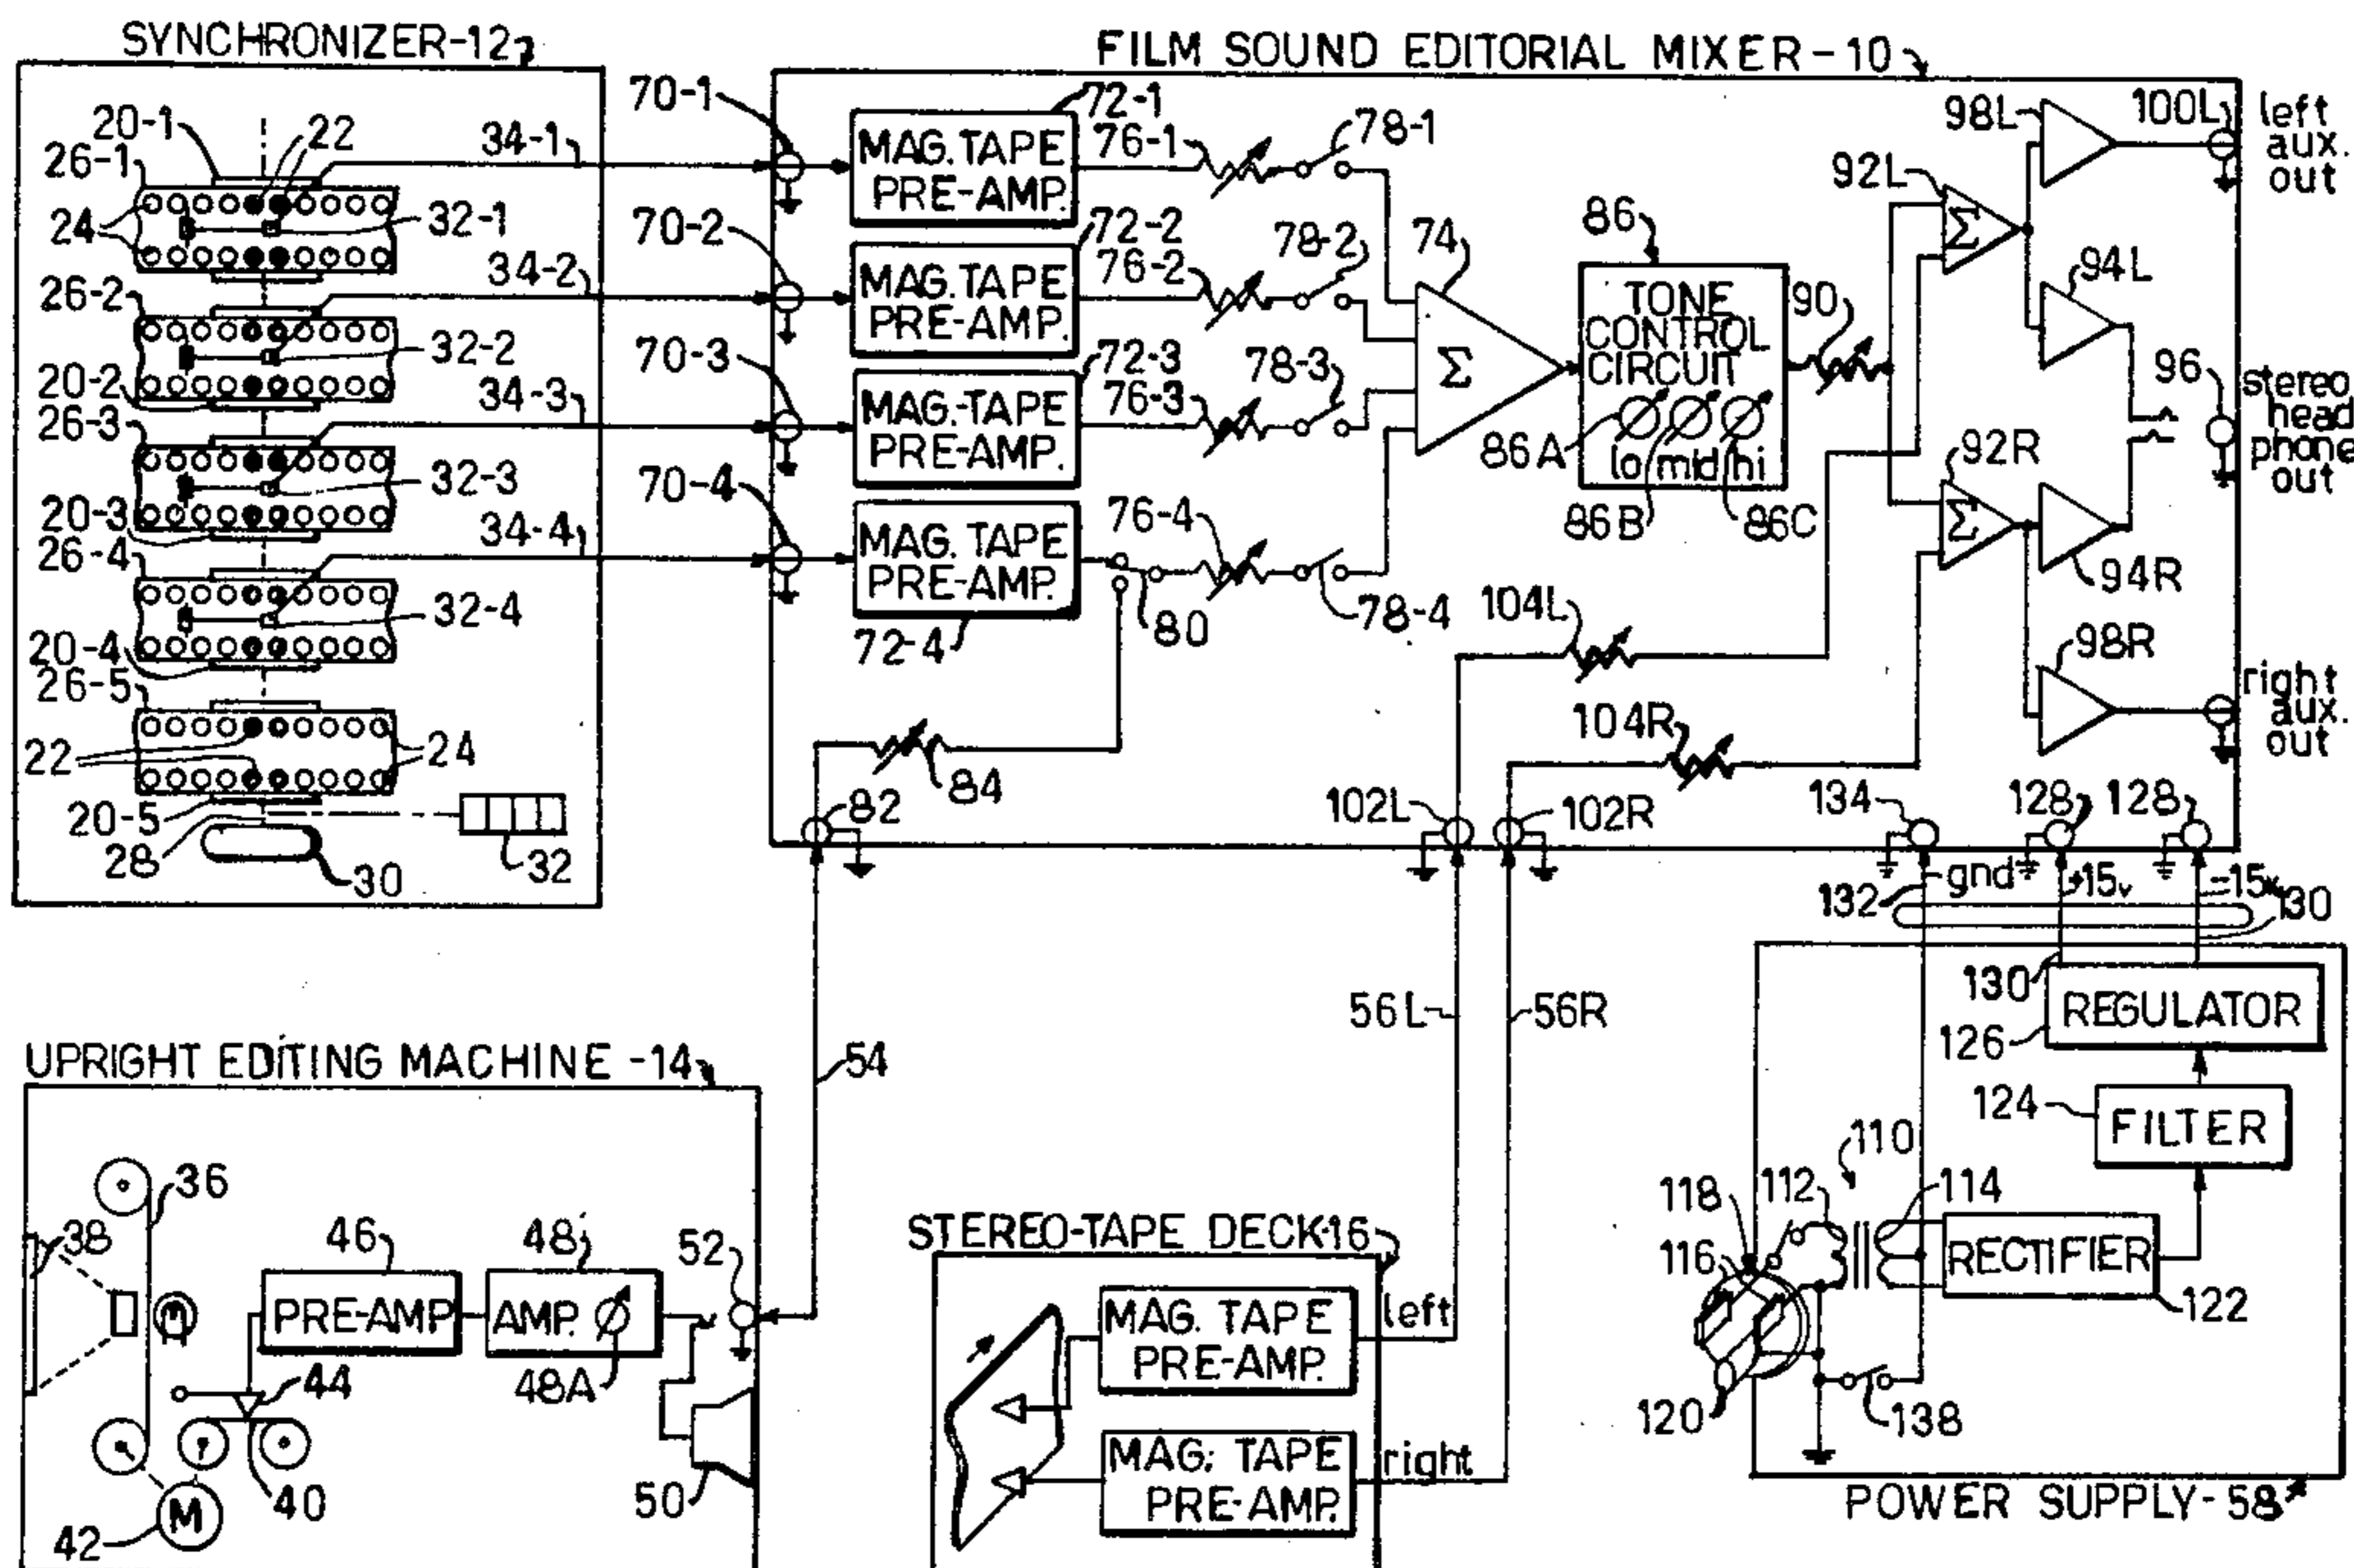 SYNCHRONIZER-12
20-1
22
34-1
26-1
24
32-1
34-2
26-2
32-2
20-2
34-3
26-3
32-3
20-3
34-4
26-4
32-4
20-4
26-5
22
24
20-5
28
30
32
FILM SOUND EDITORIAL MIXER-10
70-1
72-1
MAG. TAPE
PRE-AMP.
76-1
78-1
70-2
72-2
MAG. TAPE
PRE-AMP.
76-2
78-2
70-3
72-3
MAG.-TAPE
PRE-AMP.
76-3
78-3
70-4
MAG. TAPE
PRE-AMP.
72-4
76-4
78-4
80
82
84
74
Σ
86
TONE
CONTROL
CIRCUIT
86A
lo mid hi
86B
86C
90
92L
Σ
98L
100L
left
aux.
out
94L
96
stereo
head
phone
out
92R
Σ
94R
98R
right
aux.
out
104L
104R
102L
102R
134
128
128
132
gnd
+15v
-15v
130
UPRIGHT EDITING MACHINE-14
54
36
38
46
PRE-AMP
48
AMP.
48A
52
M
44
40
M
42
50
56L
56R
STEREO-TAPE DECK-16
MAG. TAPE
PRE-AMP.
left
MAG. TAPE
PRE-AMP.
right
130
REGULATOR
126
124
FILTER
110
118
112
114
116
RECTIFIER
122
120
138
POWER SUPPLY-58